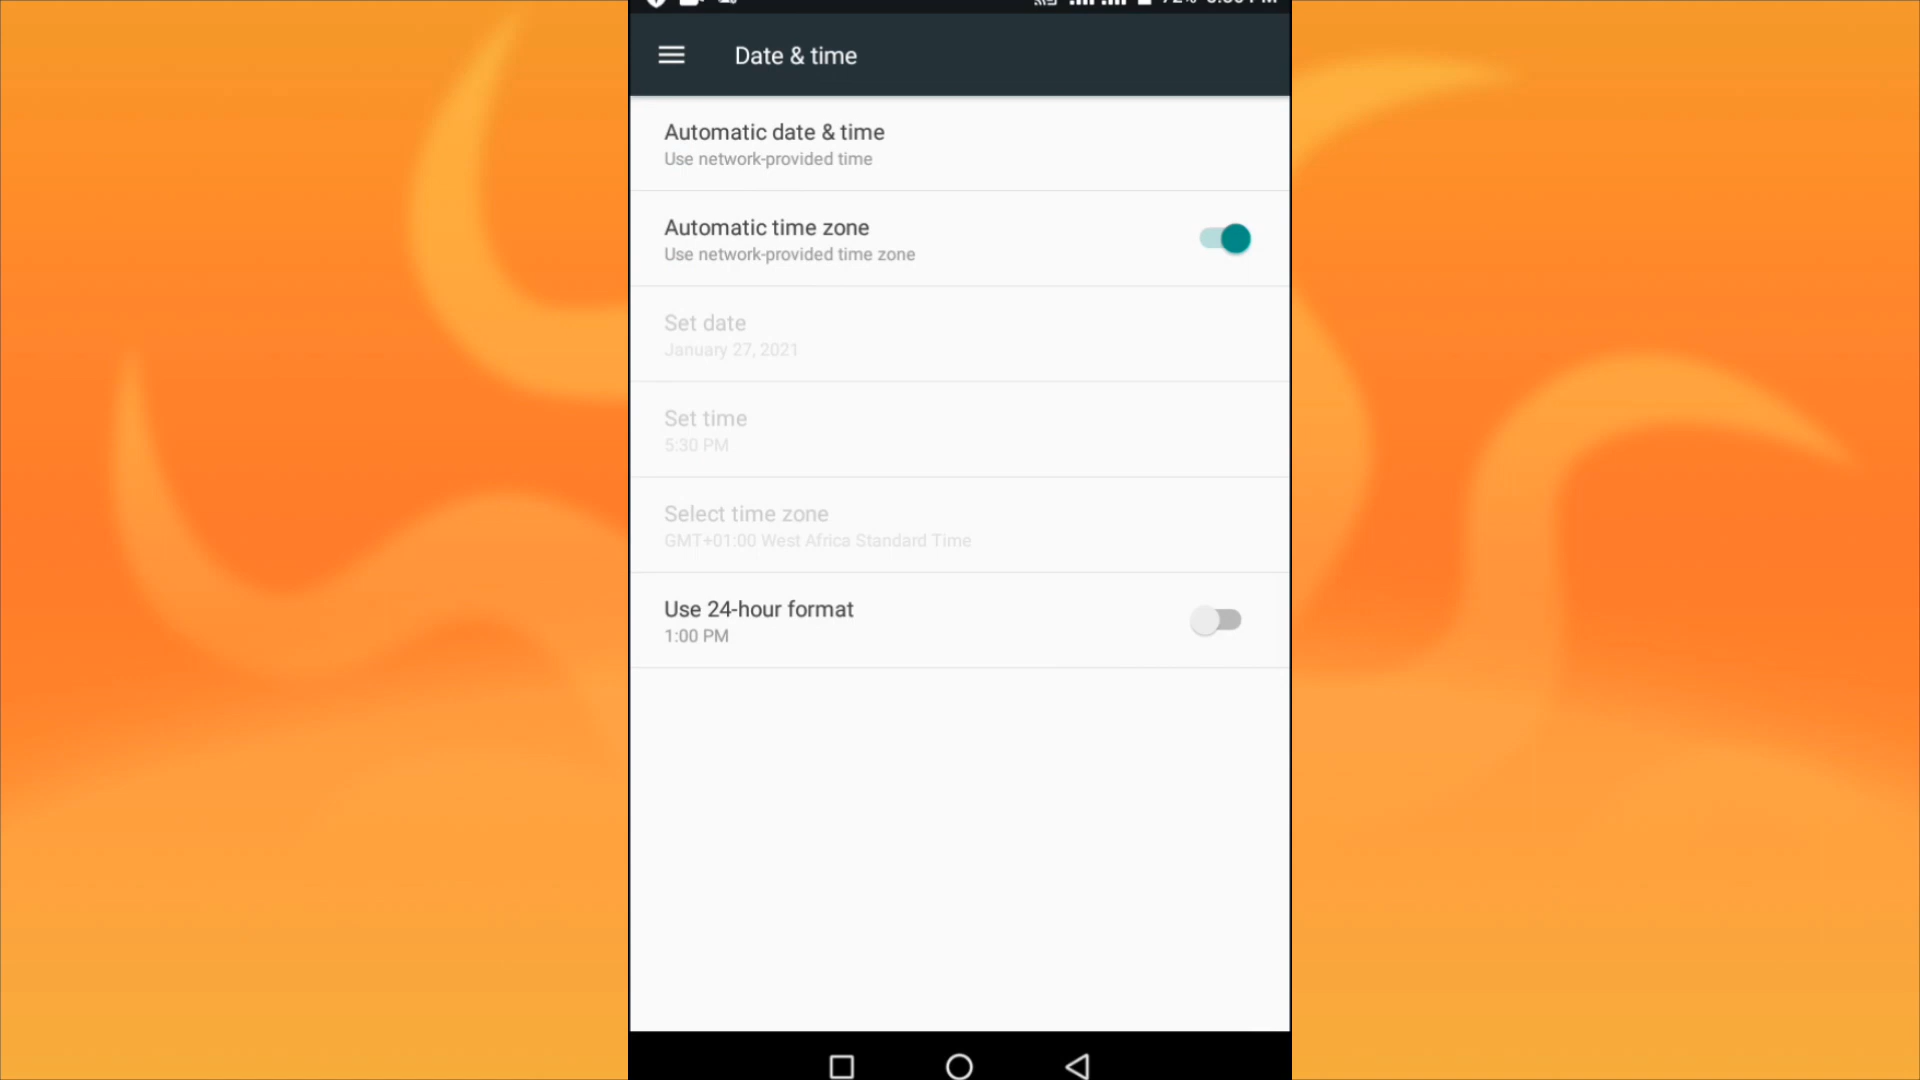 Date & time
Automatic date & time
Use network-provided time
Automatic time zone
Use network-provided time zone
Set date
January 27, 2021
Set time
5:30 PM
Select time zone
GMT+01:00 West Africa Standard Time
Use 24-hour format
1:00 PM